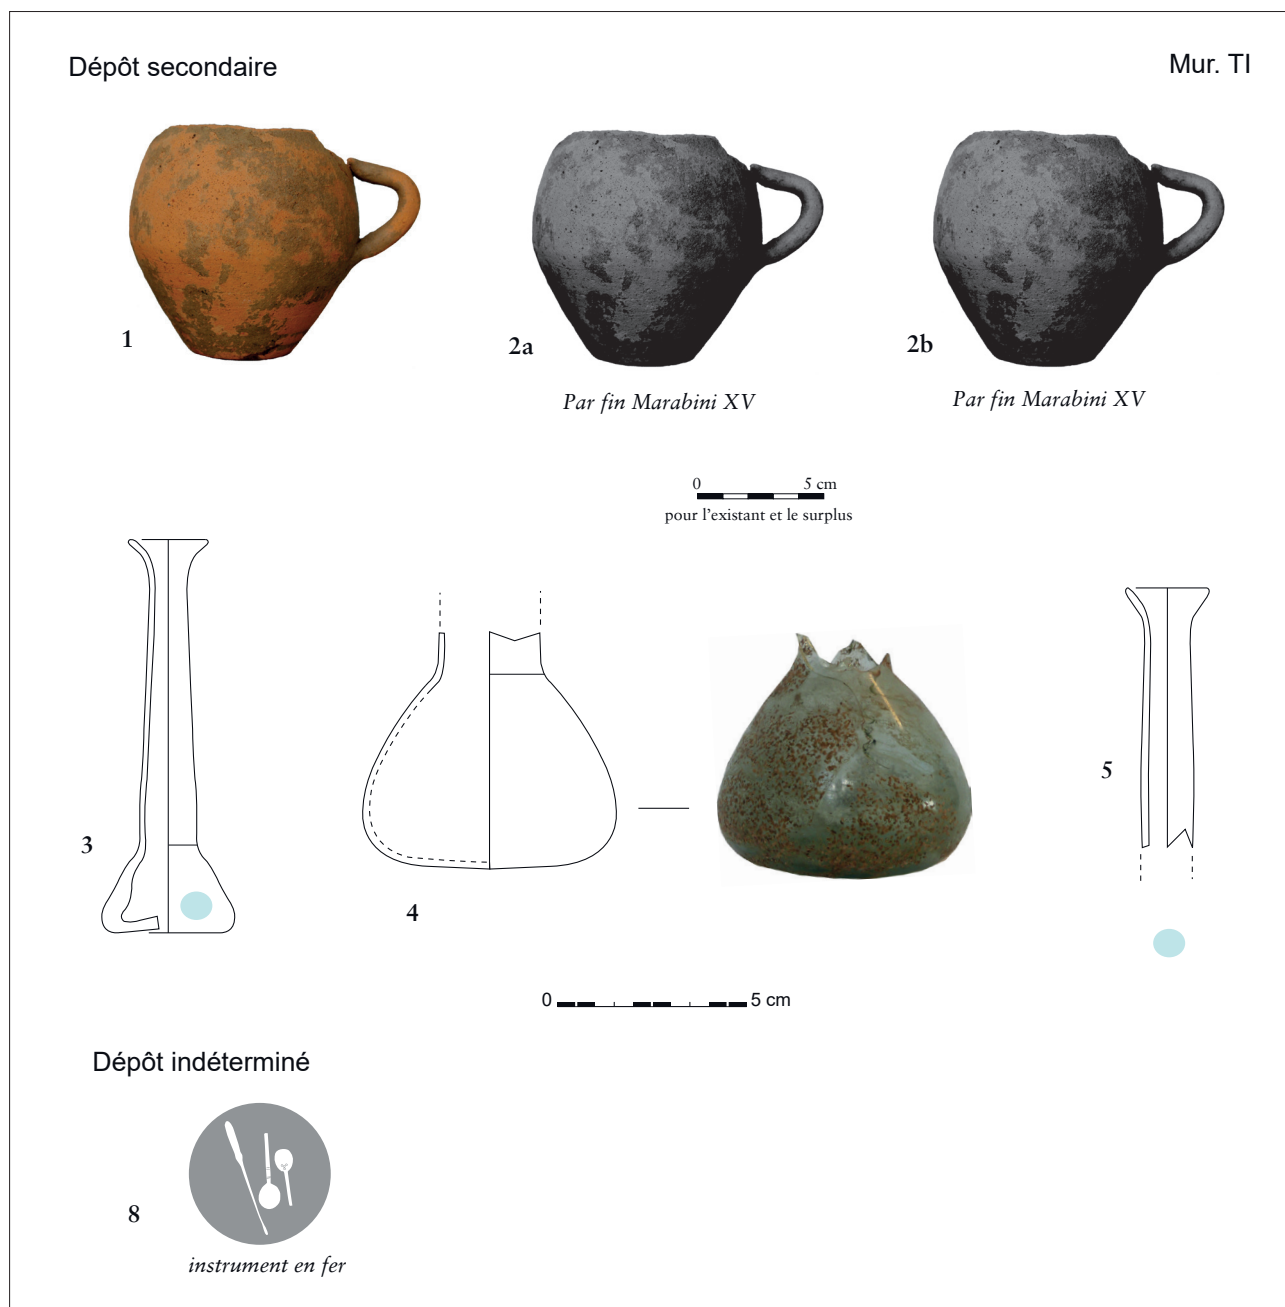 Dépôt secondaire
Mur. TI
1
2a
2b
Par fin Marabini XV
Par fin Marabini XV
0 5 cm
pour l'existant et le surplus
3
4
5
0 5 cm
Dépôt indéterminé
8
instrument en fer